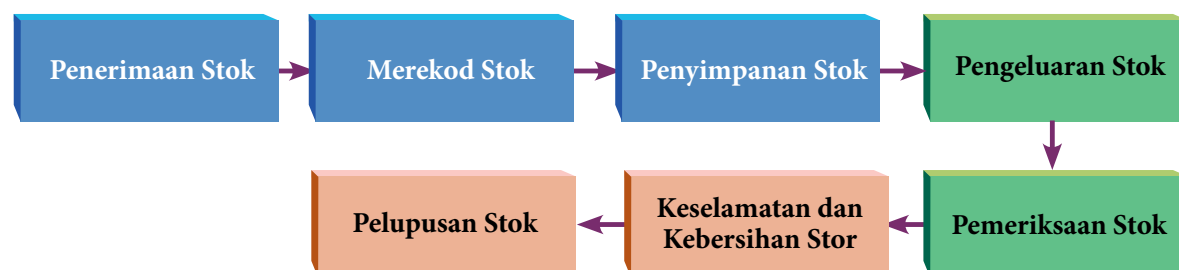 Penerimaan Stok
Merekod Stok
Penyimpanan Stok
Pengeluaran Stok
Pemeriksaan Stok
Keselamatan dan
Kebersihan Stor
Pelupusan Stok